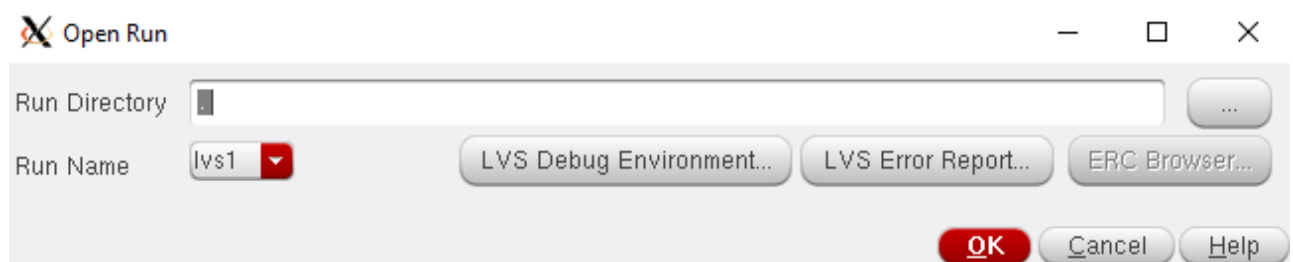 Open Run
Run Directory . ...
Run Name lvs1 LVS Debug Environment... LVS Error Report... ERC Browser...
OK Cancel Help